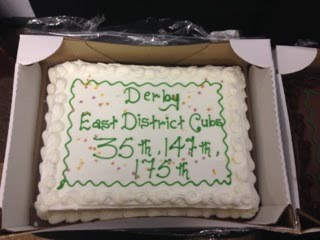 Derby
East District Cubs
35th, 147th,
175th